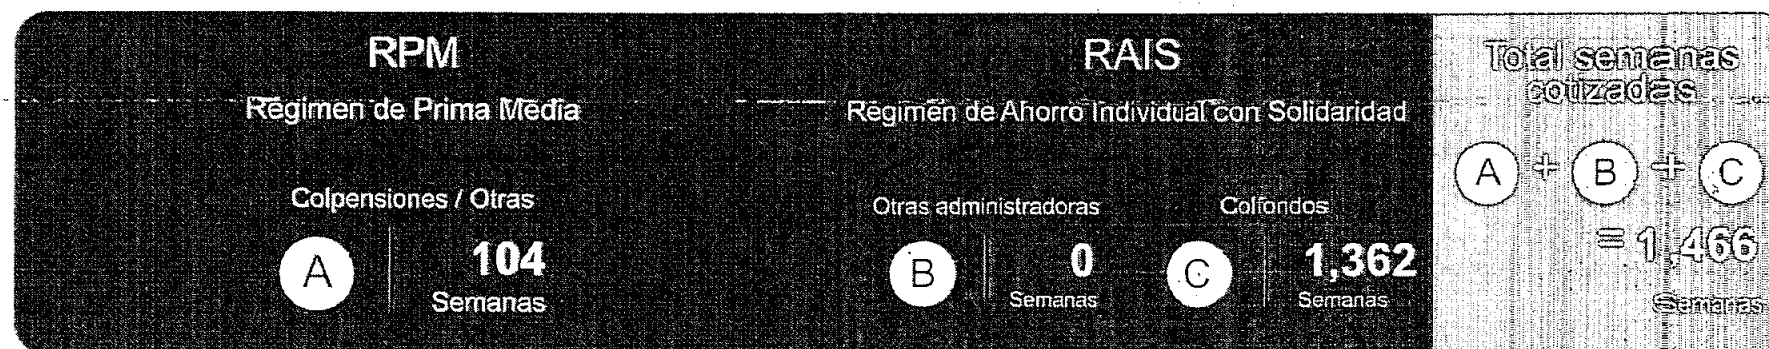 RPM
Régimen de Prima Media
Colpensiones / Otras
A
104
Semanas
RAIS
Régimen de Ahorro Individual con Solidaridad
Otras administradoras
B
0
Semanas
Colfondos
C
1,362
Semanas
Total semanas
cotizadas
A + B + C
= 1,466
Semanas